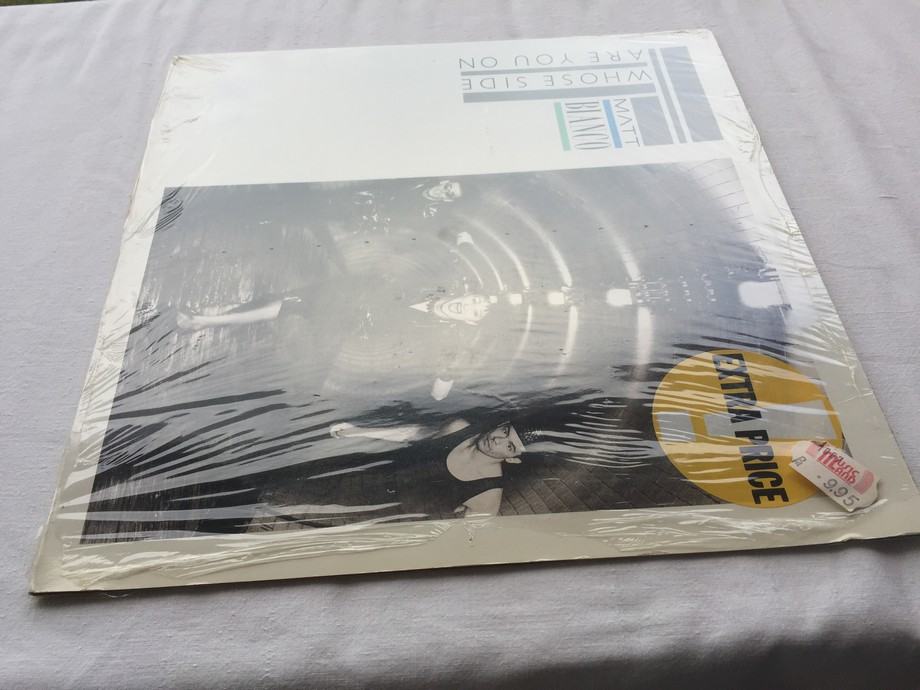 MATT
BIANCO
WHOSE SIDE
ARE YOU ON
EXTRA PRICE
9.95